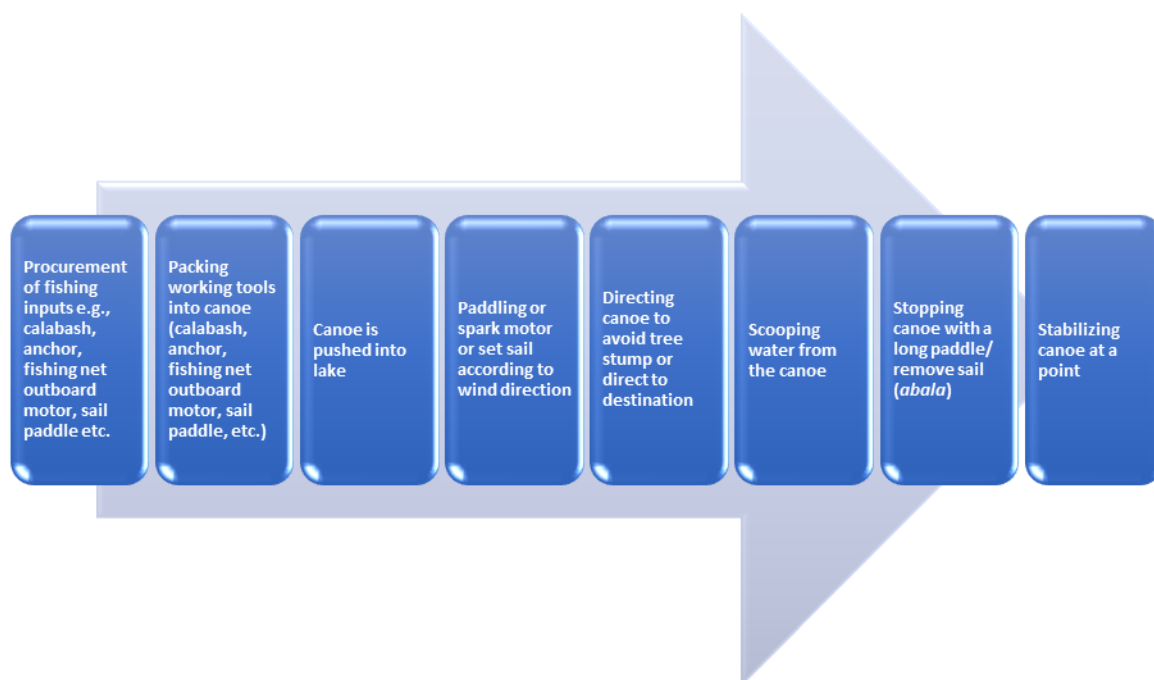 Procurement
of fishing
inputs e.g.,
calabash,
anchor,
fishing net
outboard
motor, sail
paddle etc.
Packing
working tools
into canoe
(calabash,
anchor,
fishing net
outboard
motor, sail
paddle, etc.)
Canoe is
pushed into
lake
Paddling or
spark motor
or set sail
according to
wind direction
Directing
canoe to
avoid tree
stump or
direct to
destination
Scooping
water from
the canoe
Stopping
canoe with a
long paddle/
remove sail
(abala)
Stabilizing
canoe at a
point